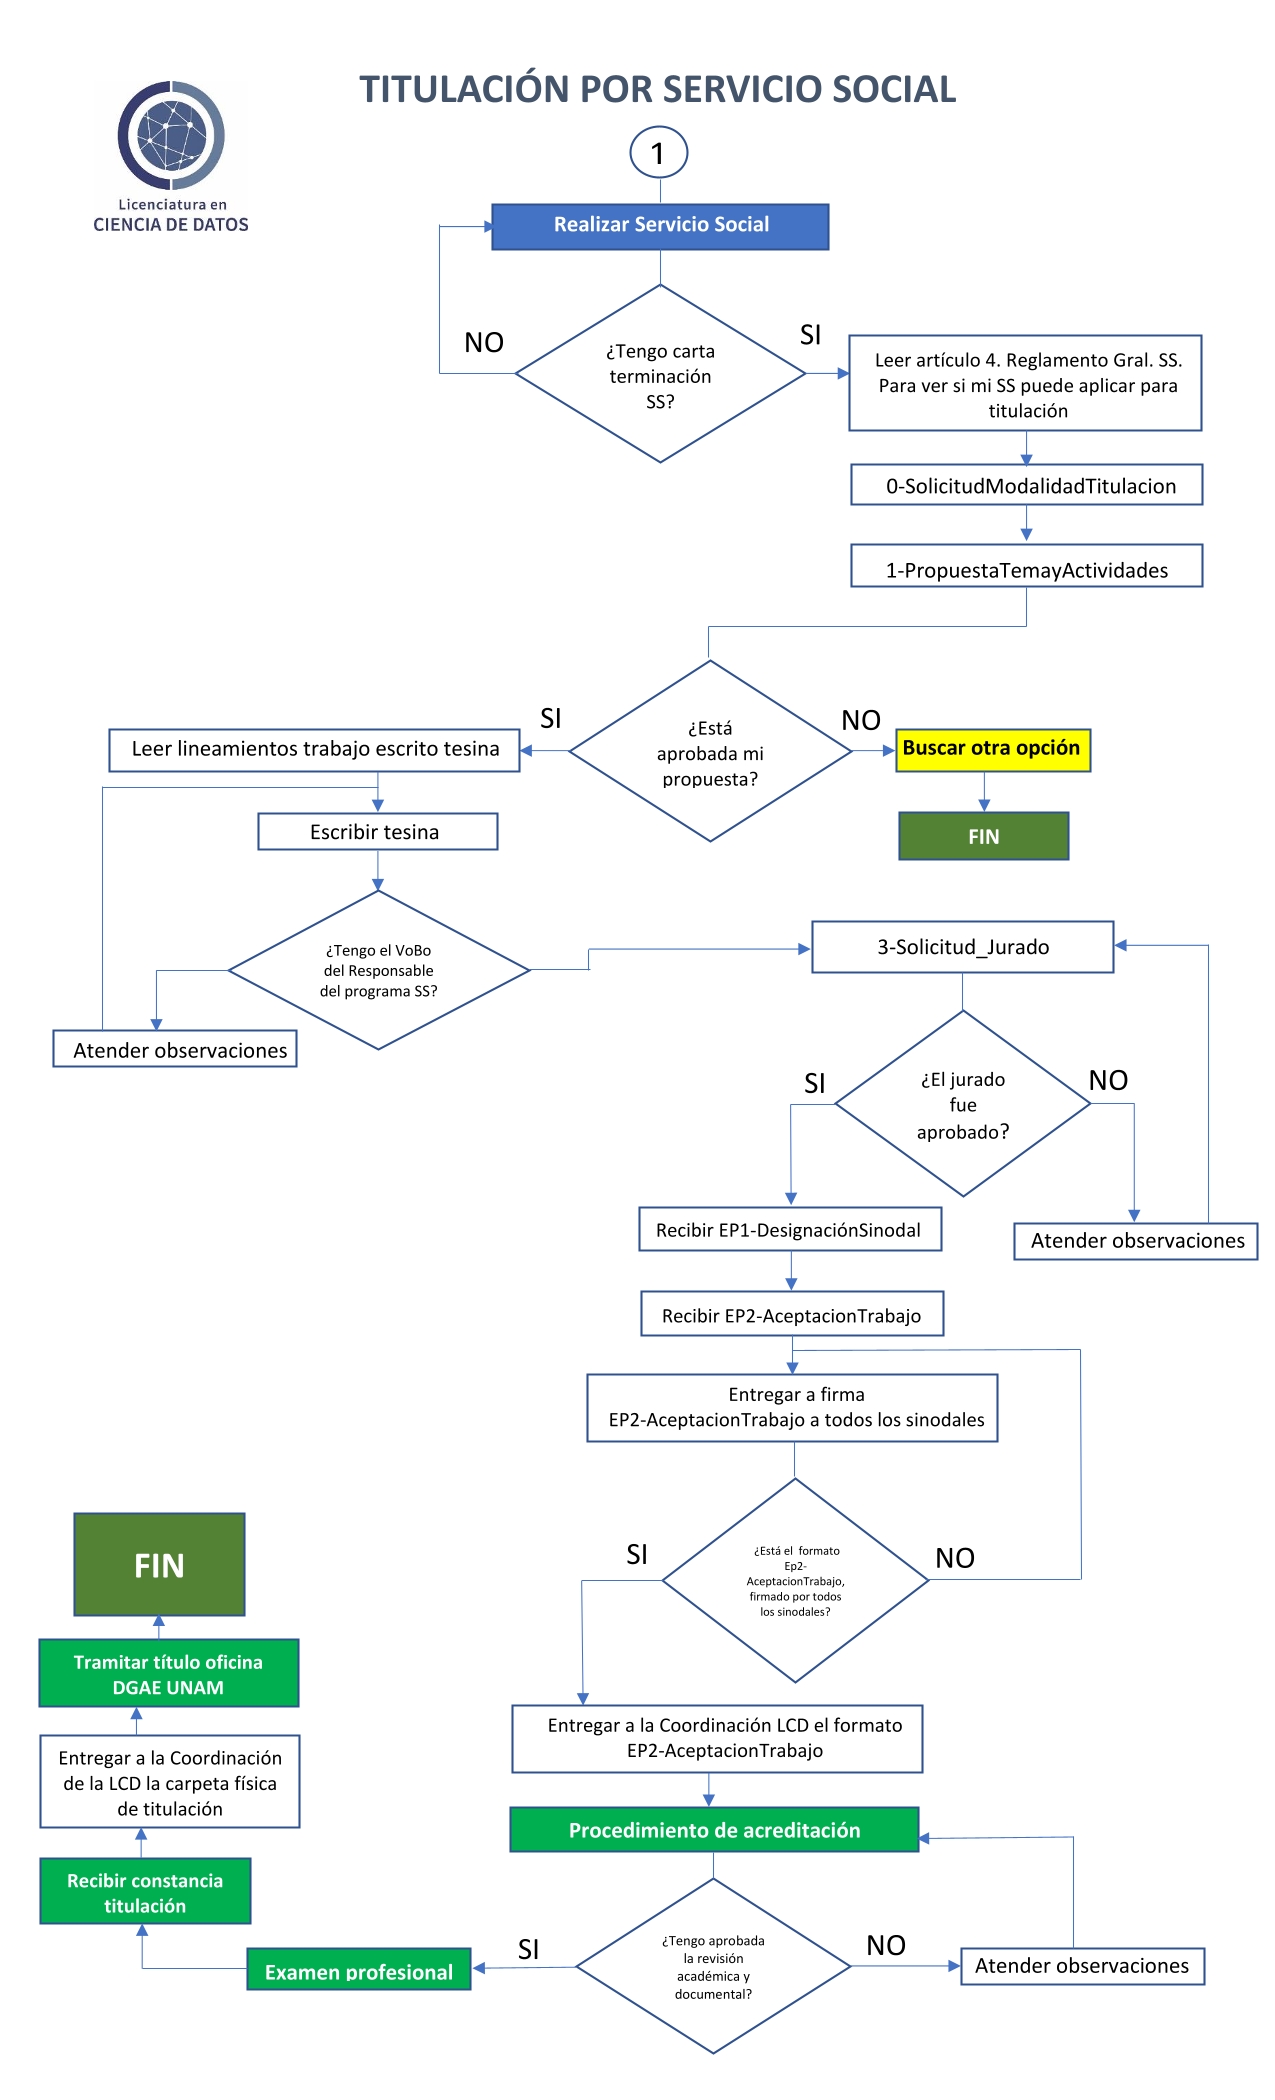 TITULACIÓN POR SERVICIO SOCIAL
Licenciatura en
CIENCIA DE DATOS
1
Realizar Servicio Social
NO
SI
¿Tengo carta
terminación
SS?
Leer artículo 4. Reglamento Gral. SS.
Para ver si mi SS puede aplicar para
titulación
0-SolicitudModalidadTitulacion
1-PropuestaTemayActividades
SI
NO
¿Está
aprobada mi
propuesta?
Leer lineamientos trabajo escrito tesina
Buscar otra opción
Escribir tesina
FIN
¿Tengo el VoBo
del Responsable
del programa SS?
3-Solicitud_Jurado
Atender observaciones
SI
NO
¿El jurado
fue
aprobado?
Recibir EP1-DesignaciónSinodal
Atender observaciones
Recibir EP2-AceptacionTrabajo
Entregar a firma
EP2-AceptacionTrabajo a todos los sinodales
SI
NO
¿Está el formato
Ep2-
AceptacionTrabajo,
firmado por todos
los sinodales?
Entregar a la Coordinación LCD el formato
EP2-AceptacionTrabajo
Procedimiento de acreditación
¿Tengo aprobada
la revisión
académica y
documental?
SI
NO
Atender observaciones
Examen profesional
Recibir constancia
titulación
Entregar a la Coordinación
de la LCD la carpeta física
de titulación
Tramitar título oficina
DGAE UNAM
FIN